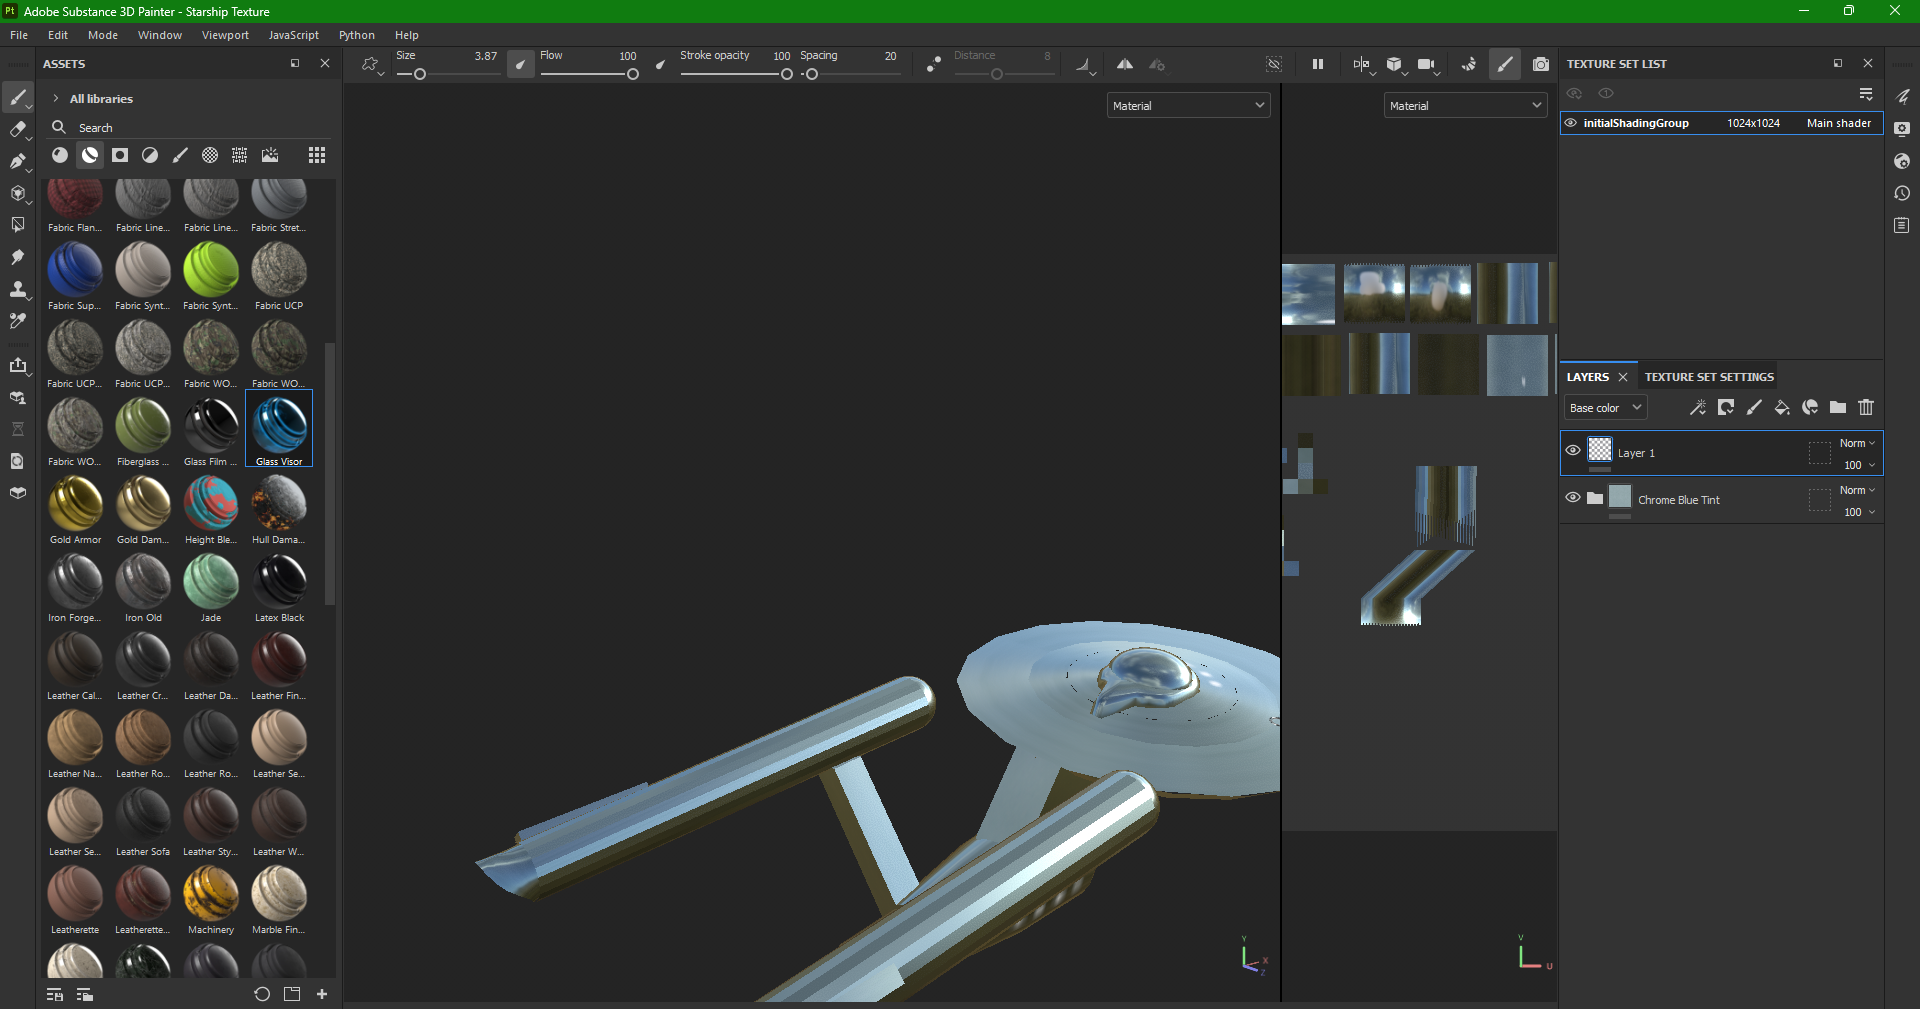 Pt Adobe Substance 3D Painter - Starship Texture
File Edit Mode Window Viewport JavaScript Python Help
ASSETS
All libraries
Search
Size 3.87 Flow 100 Stroke opacity 100 Spacing 20 Distance 8
Material
Material
Fabric Flan... Fabric Line... Fabric Line... Fabric Stret...
Fabric Sup... Fabric Synt... Fabric Synt... Fabric UCP
Fabric UCP... Fabric UCP... Fabric WO... Fabric WO...
Fabric WO... Fiberglass ... Glass Film ... Glass Visor
Gold Armor Gold Dam... Height Ble... Hull Dama...
Iron Forge... Iron Old Jade Latex Black
Leather Cal... Leather Cr... Leather Da... Leather Fin...
Leather Na... Leather Ro... Leather Ro... Leather Se...
Leather Se... Leather Sofa Leather Sty... Leather W...
Leatherette Leatherette... Machinery Marble Fin...
Y
X
Z
V
U
TEXTURE SET LIST
initialShadingGroup 1024x1024 Main shader
LAYERS TEXTURE SET SETTINGS
Base color
Layer 1 Norm
100
Chrome Blue Tint Norm
100